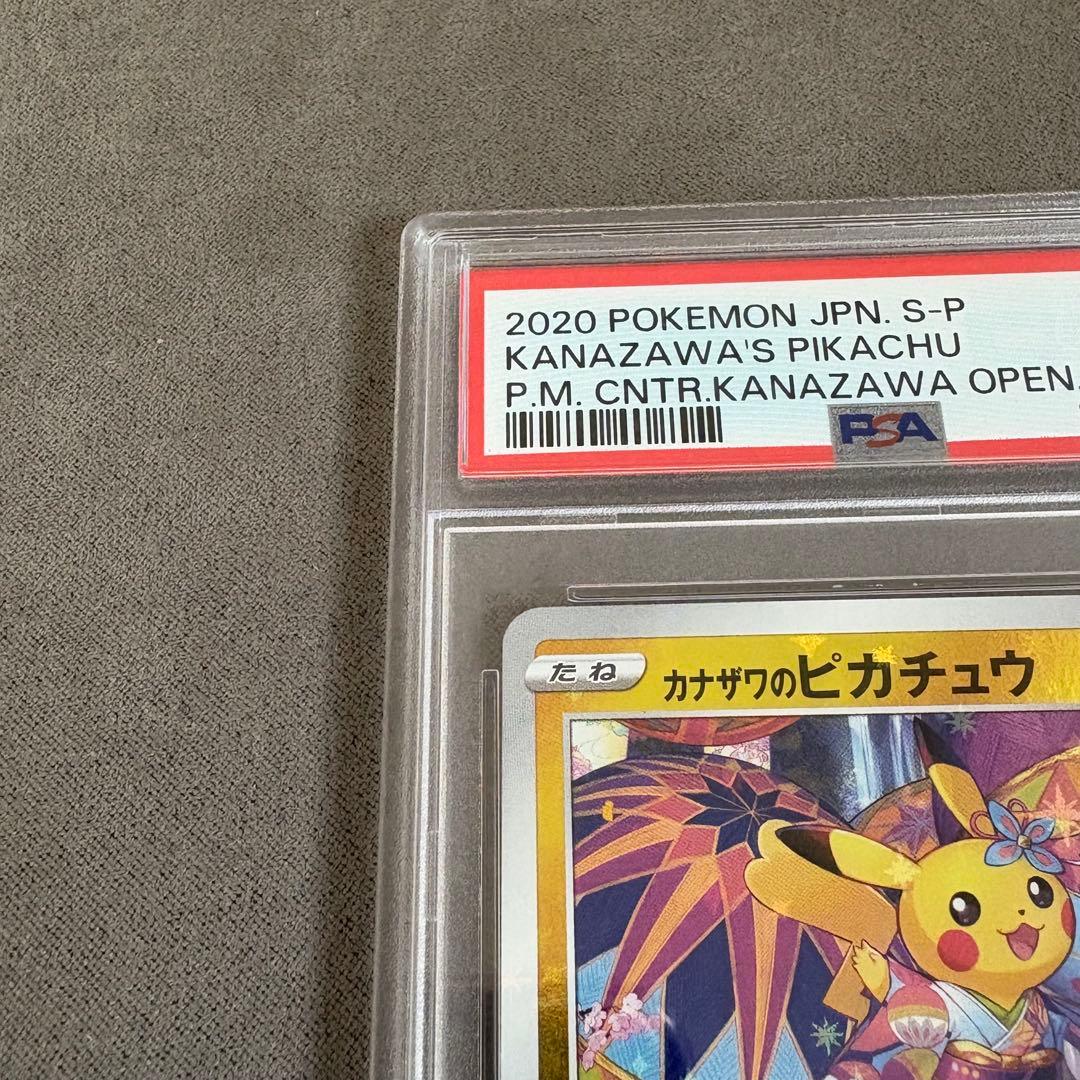 2020 POKEMON JPN. S-P
KANAZAWA'S PIKACHU
P.M. CNTR.KANAZAWA OPEN.
PSA
たね
カナザワのピカチュウ